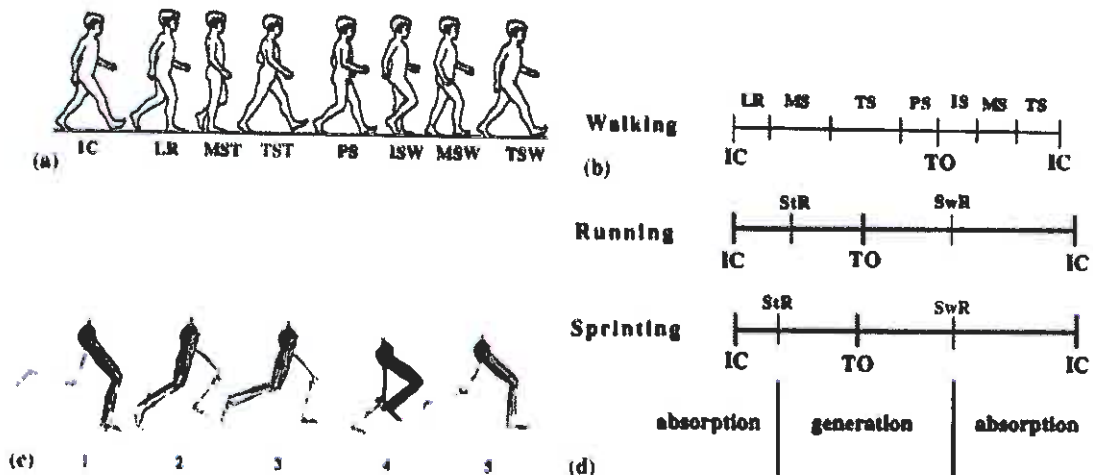 IC LR MST TST PS ISW MSW TSW
(a)
LR MS TS PS IS MS TS
Walking
IC TO IC
(b)
StR SwR
Running
IC TO IC
StR SwR
Sprinting
IC TO IC
absorption generation absorption
(c) 1 2 3 4 5
(d)